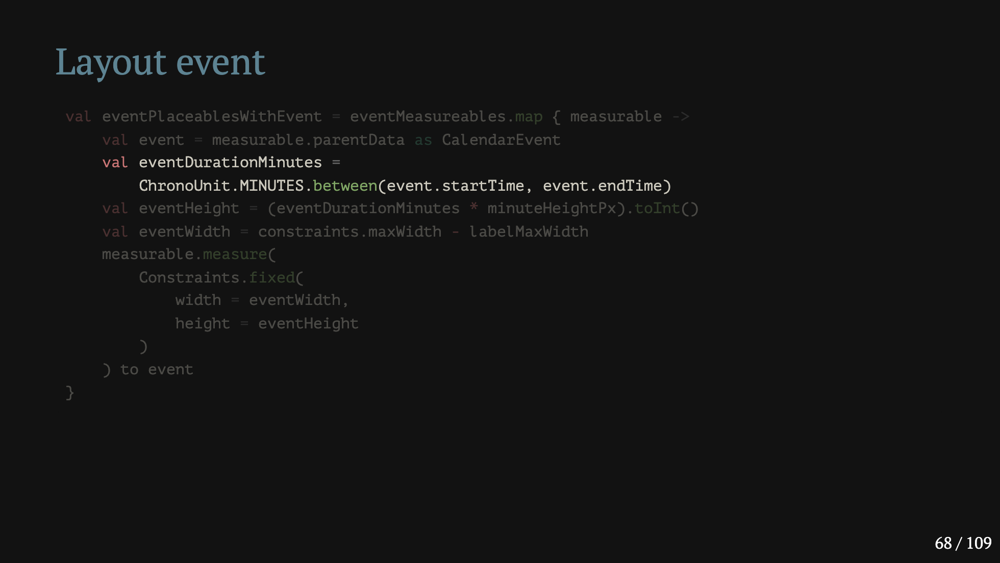 Layout event
val eventPlaceablesWithEvent = eventMeasureables.map { measurable ->
    val event = measurable.parentData as CalendarEvent
    val eventDurationMinutes =
        ChronoUnit.MINUTES.between(event.startTime, event.endTime)
    val eventHeight = (eventDurationMinutes * minuteHeightPx).toInt()
    val eventWidth = constraints.maxWidth - labelMaxWidth
    measurable.measure(
        Constraints.fixed(
            width = eventWidth,
            height = eventHeight
        )
    ) to event
}
68 / 109